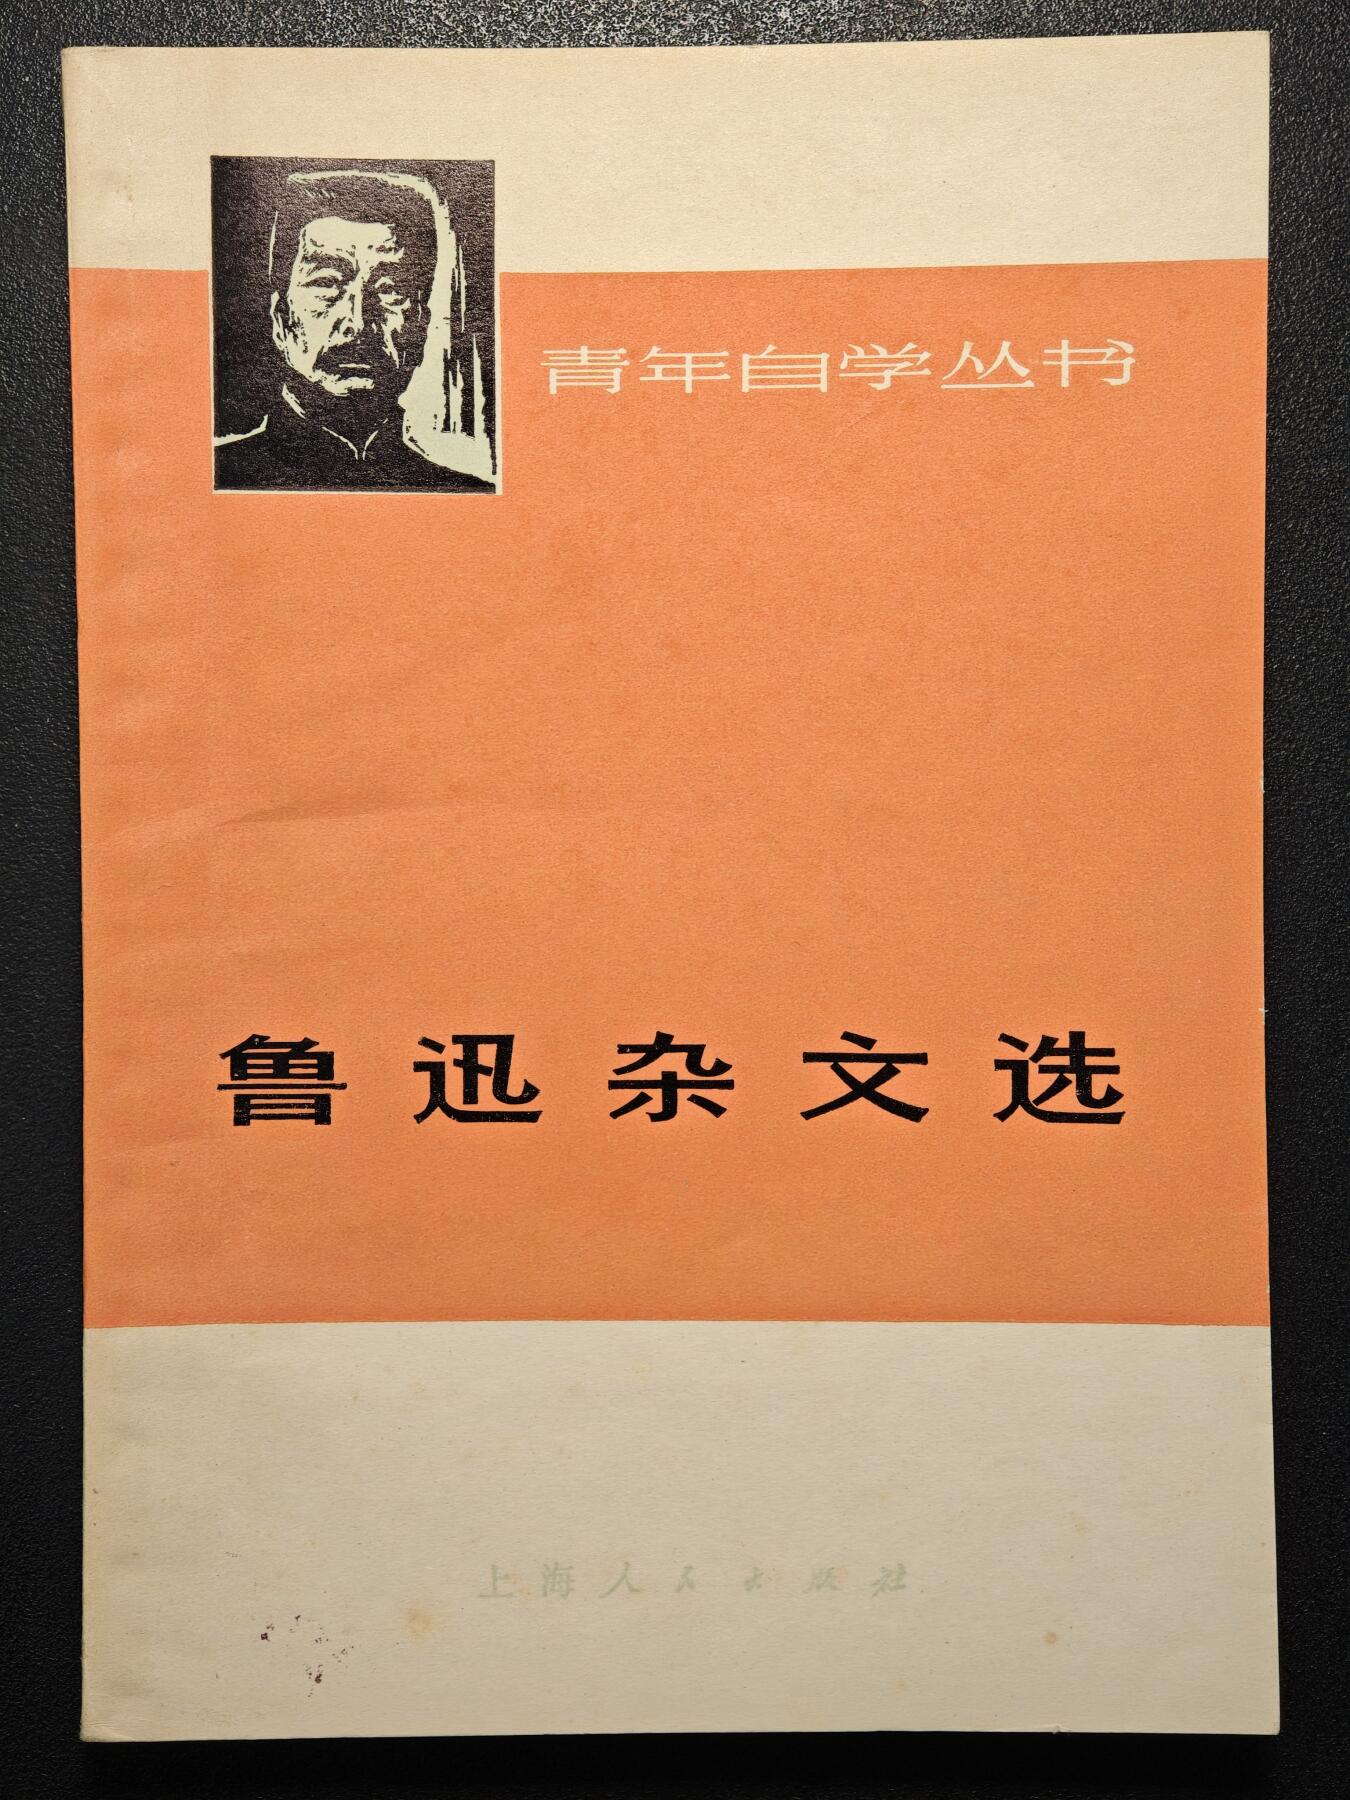 青年自学丛书
鲁迅杂文选
上海人民出版社